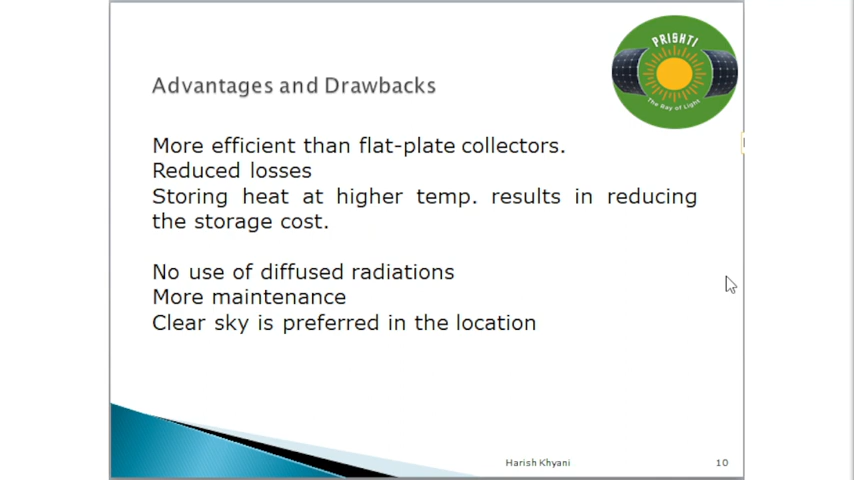 PRISHTI
The Ray of Light
Advantages and Drawbacks
More efficient than flat-plate collectors.
Reduced losses
Storing heat at higher temp. results in reducing
the storage cost.
No use of diffused radiations
More maintenance
Clear sky is preferred in the location
Harish Khyani
10